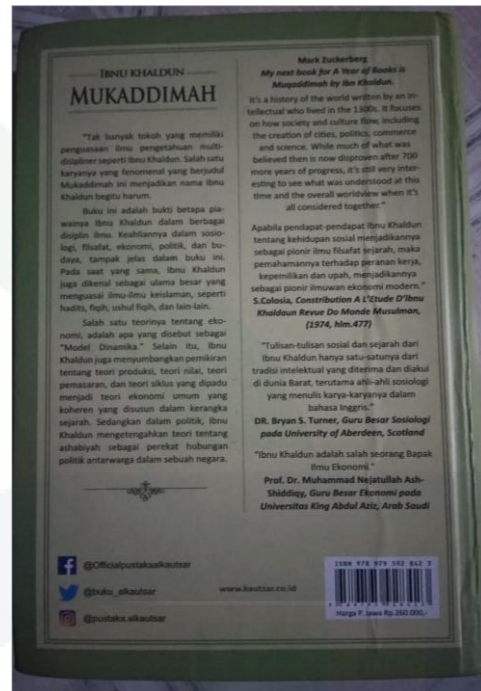 IBNU KHALDUN
MUKADDIMAH
"Tak banyak tokoh yang memiliki
penguasaan ilmu pengetahuan multi-
disipliner seperti Ibnu Khaldun. Salah satu
karyanya yang fenomenal yang berjudul
Mukaddimah ini menjadikan nama Ibnu
Khaldun begitu harum.
Buku ini adalah bukti betapa pia-
wainya Ibnu Khaldun dalam berbagai
disiplin ilmu. Keahliannya dalam sosio-
logi, filsafat, ekonomi, politik, dan bu-
daya, tampak jelas dalam buku ini.
Pada saat yang sama, Ibnu Khaldun
juga dikenal sebagai ulama besar yang
menguasai ilmu-ilmu keislaman, seperti
hadits, fiqih, ushul fiqih, dan lain-lain.
Salah satu teorinya tentang eko-
nomi, adalah apa yang disebut sebagai
"Model Dinamika." Selain itu, Ibnu
Khaldun juga menyumbangkan pemikiran
tentang teori produksi, teori nilai, teori
pemasaran, dan teori siklus yang dipadu
menjadi teori ekonomi umum yang
koheren yang disusun dalam kerangka
sejarah. Sedangkan dalam politik, Ibnu
Khaldun mengetengahkan teori tentang
ashabiyah sebagai perekat hubungan
politik antarwarga dalam sebuah negara.
Mark Zuckerberg
My next book for A Year of Books is
Muqaddimah by Ibn Khaldun.
It's a history of the world written by an in-
tellectual who lived in the 1300s. It focuses
on how society and culture flow, including
the creation of cities, politics, commerce
and science. While much of what was
believed then is now disproven after 700
more years of progress, it's still very inter-
esting to see what was understood at this
time and the overall worldview when it's
all considered together."
Apabila pendapat-pendapat Ibnu Khaldun
tentang kehidupan sosial menjadikannya
sebagai pionir ilmu filsafat sejarah, maka
pemahamannya terhadap peranan kerja,
kepemilikan dan upah, menjadikannya
sebagai pionir ilmuwan ekonomi modern."
S.Colosia, Constribution A L'Etude D'Ibnu
Khaldaun Revue Do Monde Musulman,
(1974, hlm.477)
"Tulisan-tulisan sosial dan sejarah dari
Ibnu Khaldun hanya satu-satunya dari
tradisi intelektual yang diterima dan diakui
di dunia Barat, terutama ahli-ahli sosiologi
yang menulis karya-karyanya dalam
bahasa Inggris."
DR. Bryan S. Turner, Guru Besar Sosiologi
pada University of Aberdeen, Scotland
"Ibnu Khaldun adalah salah seorang Bapak
Ilmu Ekonomi."
Prof. Dr. Muhammad Nejatullah Ash-
Shiddiqy, Guru Besar Ekonomi pada
Universitas King Abdul Aziz, Arab Saudi
@Officialpustakaalkautsar
@buku_alkautsar
@pustaka.alkautsar
www.kautsar.co.id
ISBN 978 979 592 842 3
Harga P. Jawa Rp.260.000,-